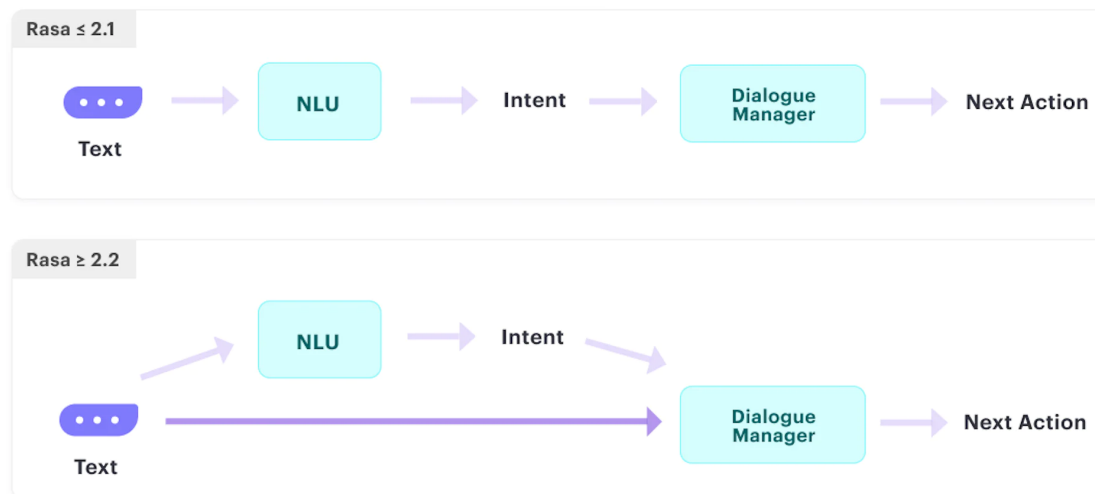 Rasa ≤ 2.1
NLU
Intent
Dialogue
Manager
Next Action
Text
Rasa ≥ 2.2
NLU
Intent
Dialogue
Manager
Next Action
Text